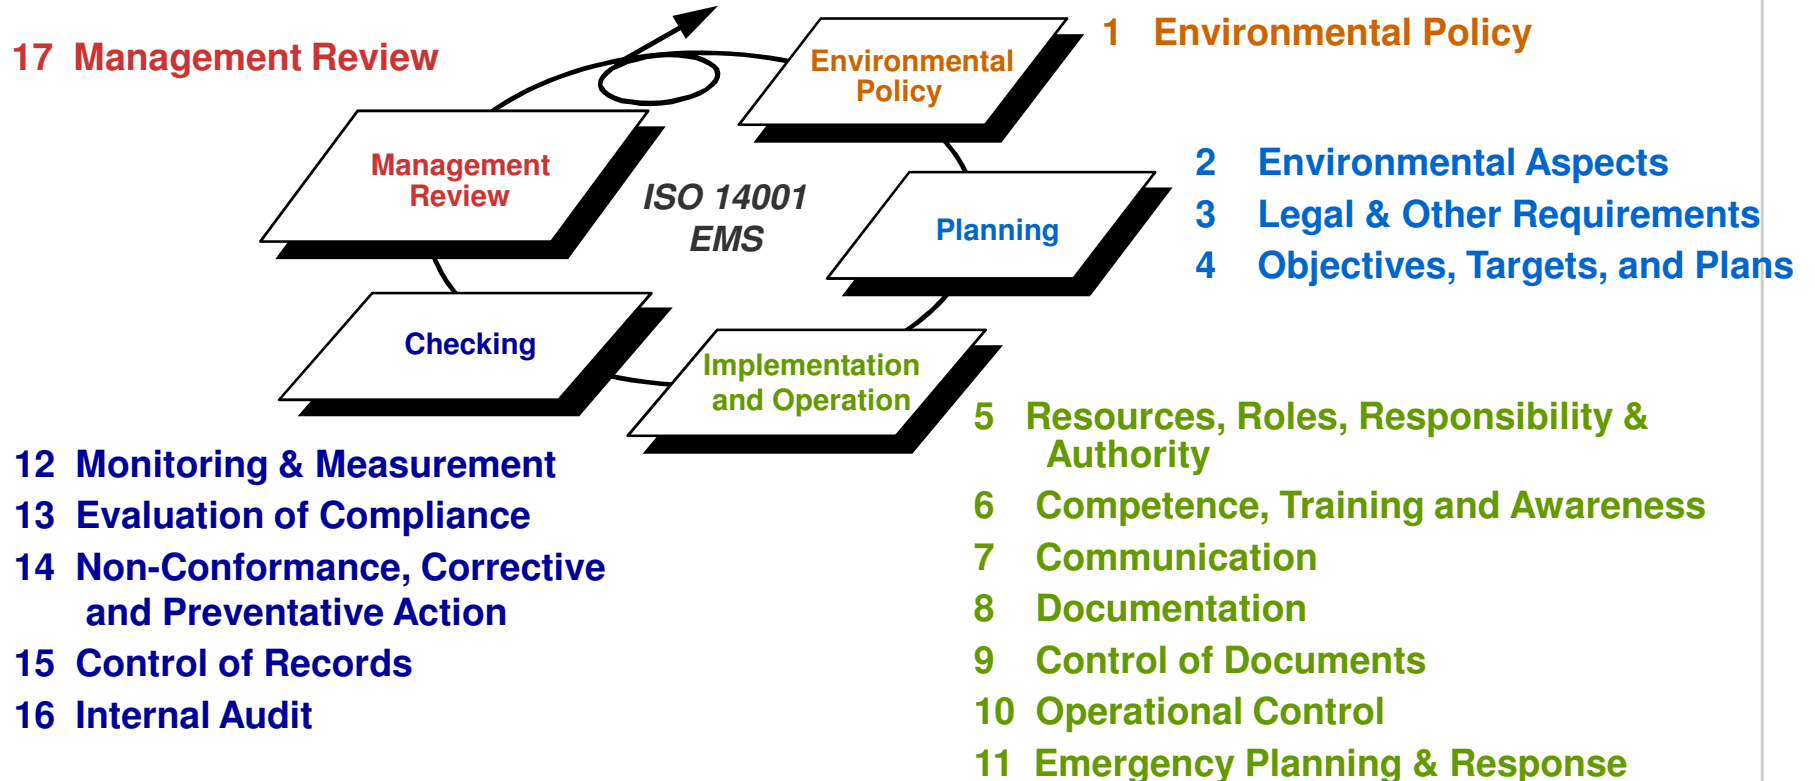 17 Management Review
Environmental
Policy
1 Environmental Policy
Management
Review
ISO 14001
EMS
Planning
2 Environmental Aspects
3 Legal & Other Requirements
4 Objectives, Targets, and Plans
Checking
Implementation
and Operation
5 Resources, Roles, Responsibility &
Authority
6 Competence, Training and Awareness
7 Communication
8 Documentation
9 Control of Documents
10 Operational Control
11 Emergency Planning & Response
12 Monitoring & Measurement
13 Evaluation of Compliance
14 Non-Conformance, Corrective
and Preventative Action
15 Control of Records
16 Internal Audit